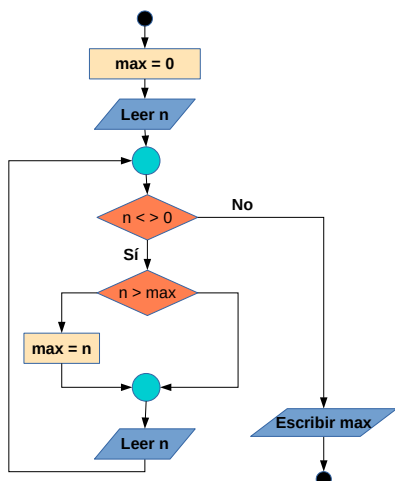 max = 0
Leer n
n < > 0
No
Sí
n > max
max = n
Leer n
Escribir max